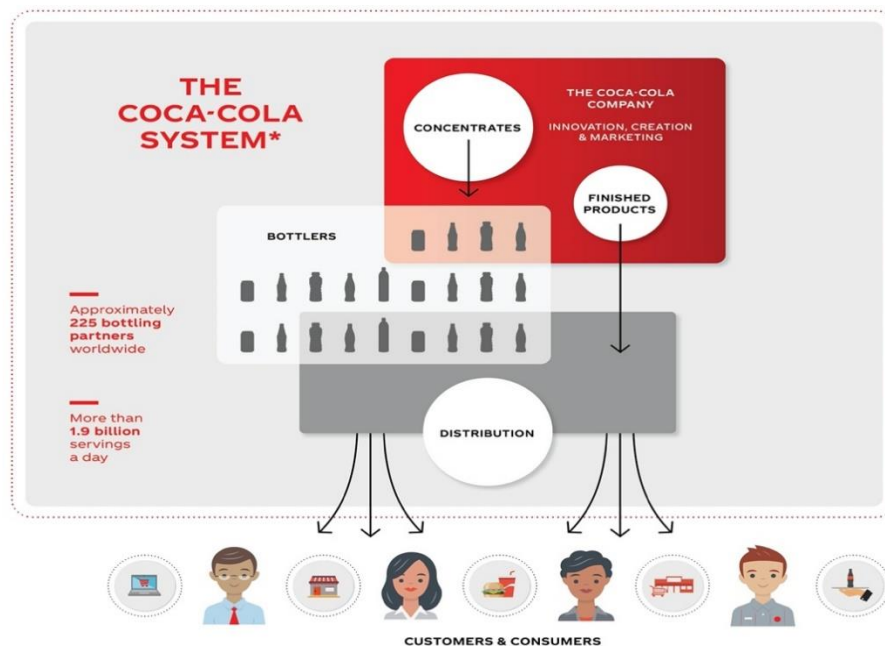 THE
COCA-COLA
SYSTEM*
CONCENTRATES
THE COCA-COLA
COMPANY
INNOVATION, CREATION
& MARKETING
FINISHED
PRODUCTS
BOTTLERS
Approximately
225 bottling
partners
worldwide
More than
1.9 billion
servings
a day
DISTRIBUTION
CUSTOMERS & CONSUMERS